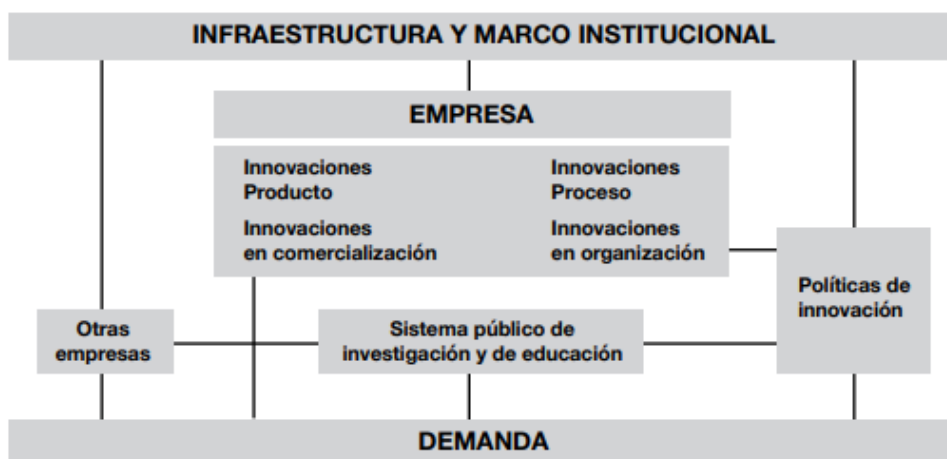 INFRAESTRUCTURA Y MARCO INSTITUCIONAL
EMPRESA
Innovaciones
Producto
Innovaciones
Proceso
Innovaciones
en comercialización
Innovaciones
en organización
Políticas de
innovación
Otras
empresas
Sistema público de
investigación y de educación
DEMANDA